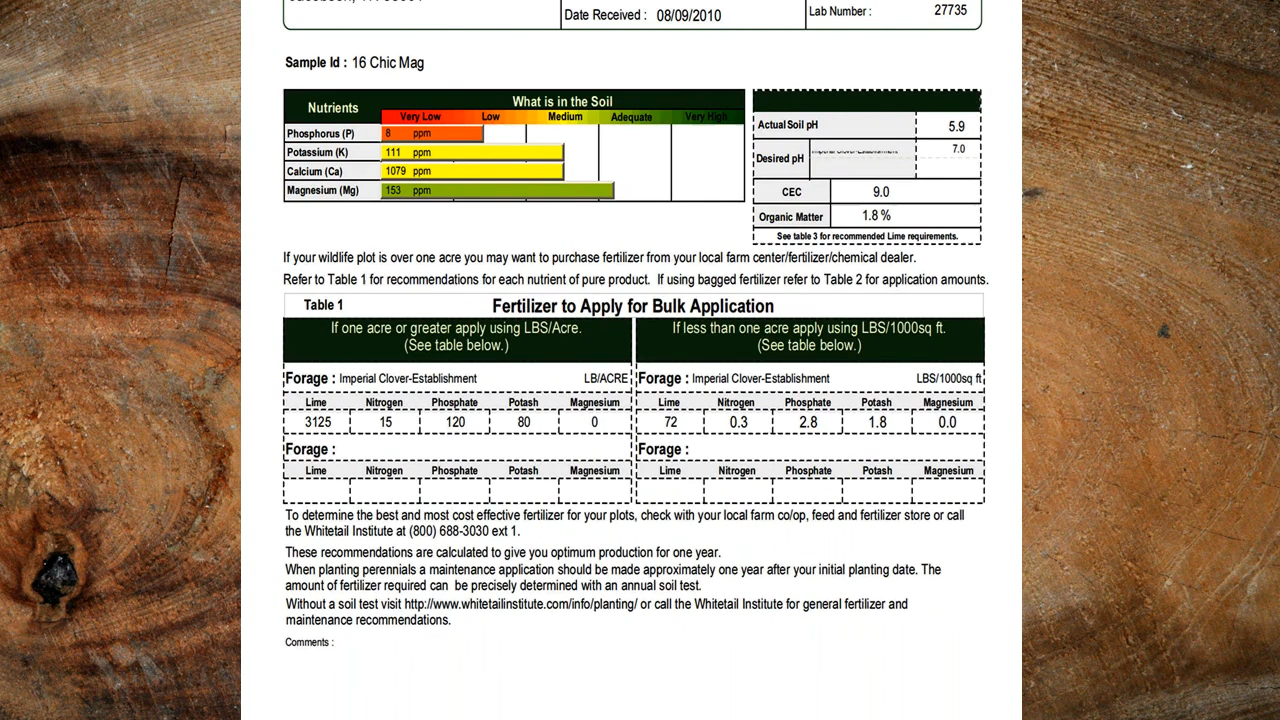 Date Received : 08/09/2010
Lab Number : 27735
Sample Id : 16 Chic Mag
Nutrients
What is in the Soil
Very Low Low Medium Adequate Very High
Phosphorus (P) 8 ppm
Potassium (K) 111 ppm
Calcium (Ca) 1079 ppm
Magnesium (Mg) 153 ppm
Actual Soil pH 5.9
Desired pH 7.0
CEC 9.0
Organic Matter 1.8 %
See table 3 for recommended Lime requirements.
If your wildlife plot is over one acre you may want to purchase fertilizer from your local farm center/fertilizer/chemical dealer.
Refer to Table 1 for recommendations for each nutrient of pure product. If using bagged fertilizer refer to Table 2 for application amounts.
Table 1 Fertilizer to Apply for Bulk Application
If one acre or greater apply using LBS/Acre.
(See table below.)
If less than one acre apply using LBS/1000sq ft.
(See table below.)
Forage : Imperial Clover-Establishment LB/ACRE
Lime Nitrogen Phosphate Potash Magnesium
3125 15 120 80 0
Forage :
Lime Nitrogen Phosphate Potash Magnesium
Forage : Imperial Clover-Establishment LBS/1000sq ft
Lime Nitrogen Phosphate Potash Magnesium
72 0.3 2.8 1.8 0.0
Forage :
Lime Nitrogen Phosphate Potash Magnesium
To determine the best and most cost effective fertilizer for your plots, check with your local farm co/op, feed and fertilizer store or call
the Whitetail Institute at (800) 688-3030 ext 1.
These recommendations are calculated to give you optimum production for one year.
When planting perennials a maintenance application should be made approximately one year after your initial planting date. The
amount of fertilizer required can be precisely determined with an annual soil test.
Without a soil test visit http://www.whitetailinstitute.com/info/planting/ or call the Whitetail Institute for general fertilizer and
maintenance recommendations.
Comments :